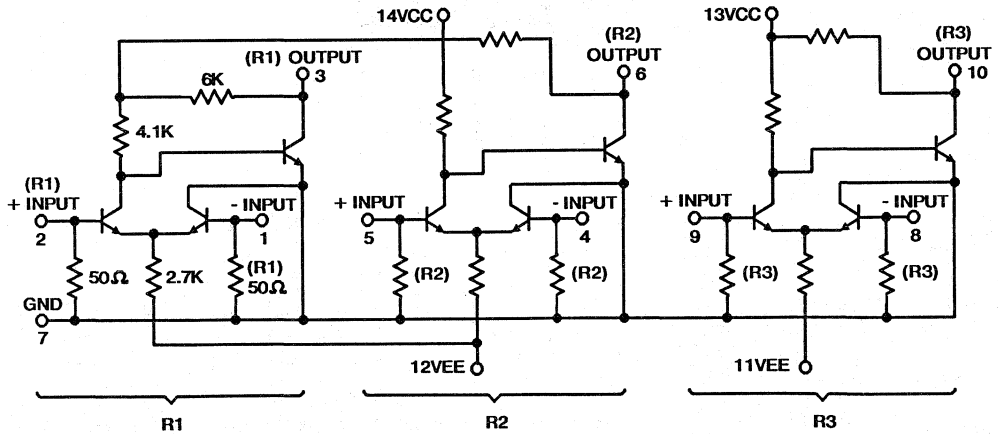 14VCC
13VCC
(R1) OUTPUT
3
(R2)
OUTPUT
6
(R3)
OUTPUT
10
6K
4.1K
(R1)
+ INPUT
2
- INPUT
1
+ INPUT
5
- INPUT
4
+ INPUT
9
- INPUT
8
50Ω
2.7K
(R1)
50Ω
(R2)
(R2)
(R3)
(R3)
GND
7
12VEE
11VEE
R1
R2
R3